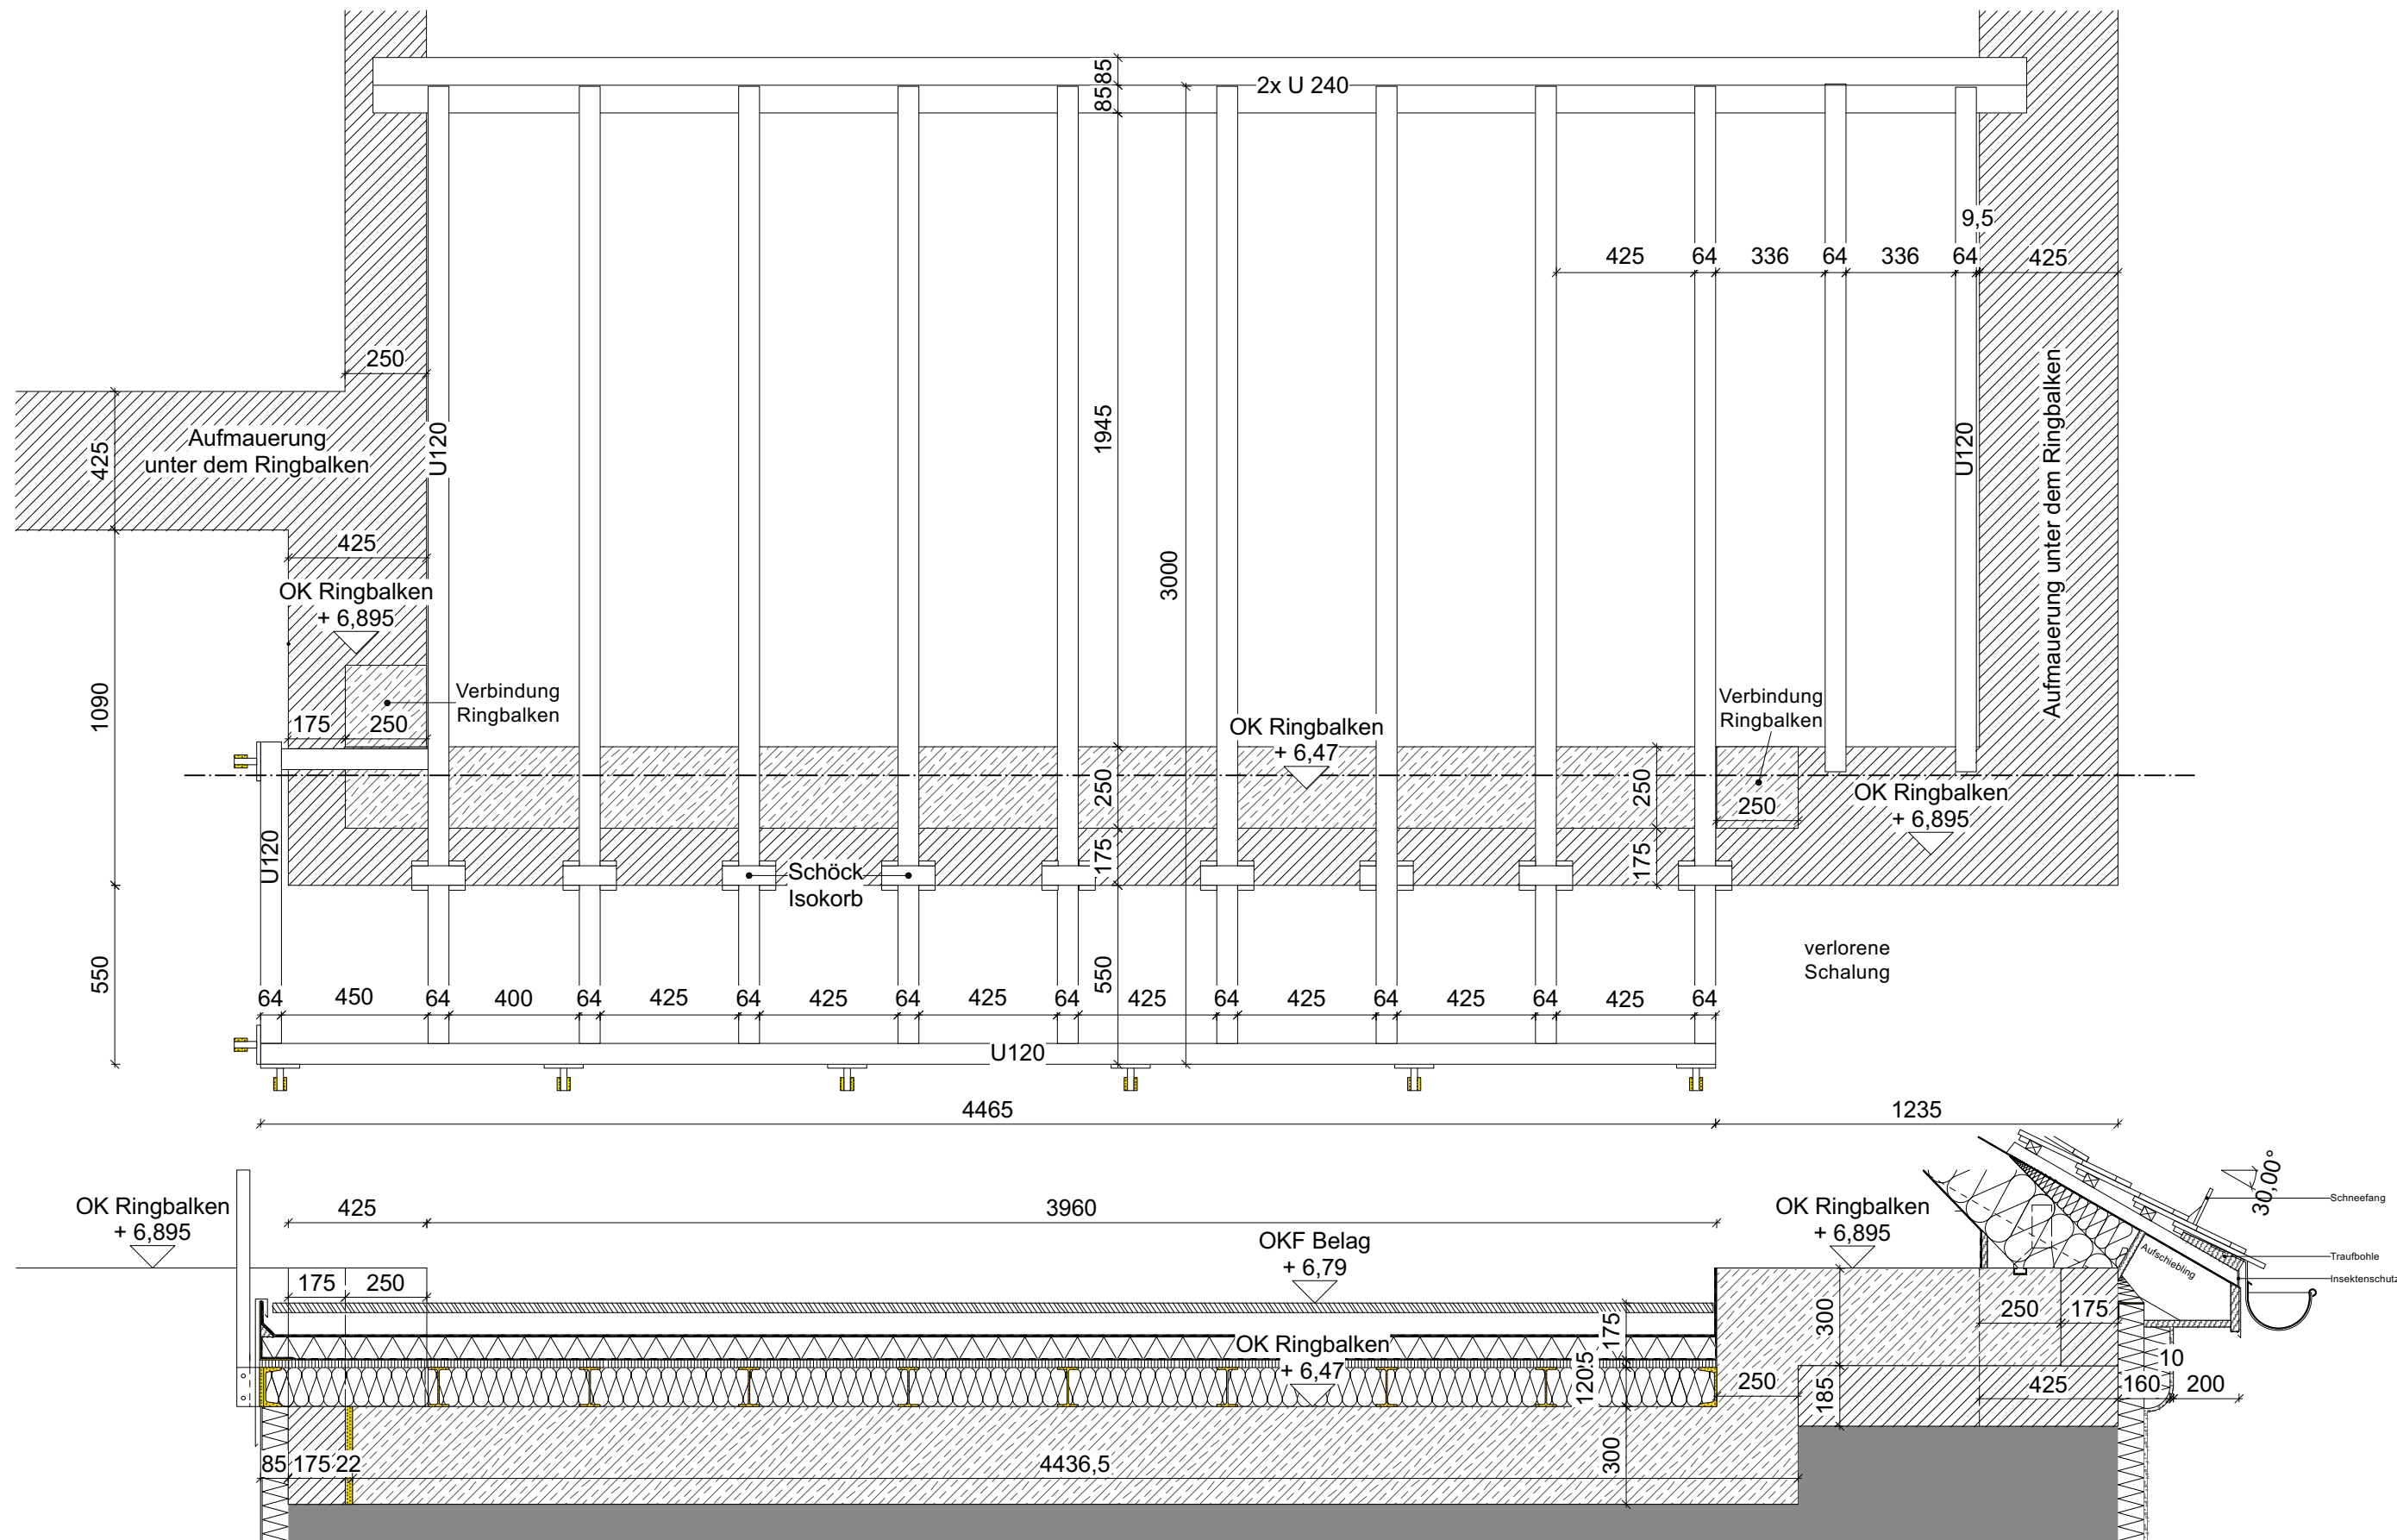 85
2x U 240
85
9,5
425 64 336 64 336 64 425
250
Aufmauerung
unter dem Ringbalken
425
U120
1945
U120
Aufmauerung unter dem Ringbalken
425
3000
OK Ringbalken
+ 6,895
Verbindung
Ringbalken
Verbindung
Ringbalken
1090
175 250
OK Ringbalken
+ 6,47
250
250
250
OK Ringbalken
+ 6,895
U120
175
175
Schöck
Isokorb
verlorene
Schalung
550
550
64 450 64 400 64 425 64 425 64 425 64 425 64 425 64 425 64 425 64
U120
4465 1235
OK Ringbalken
+ 6,895
425 3960
OK Ringbalken
+ 6,895
30,00°
Schneefang
OKF Belag
+ 6,79
Aufschiebling
Traufbohle
Insektenschutz
175 250
175
300
250 175
OK Ringbalken
+ 6,47
1205
250
185
425 160 10 200
85 175 22 4436,5
300